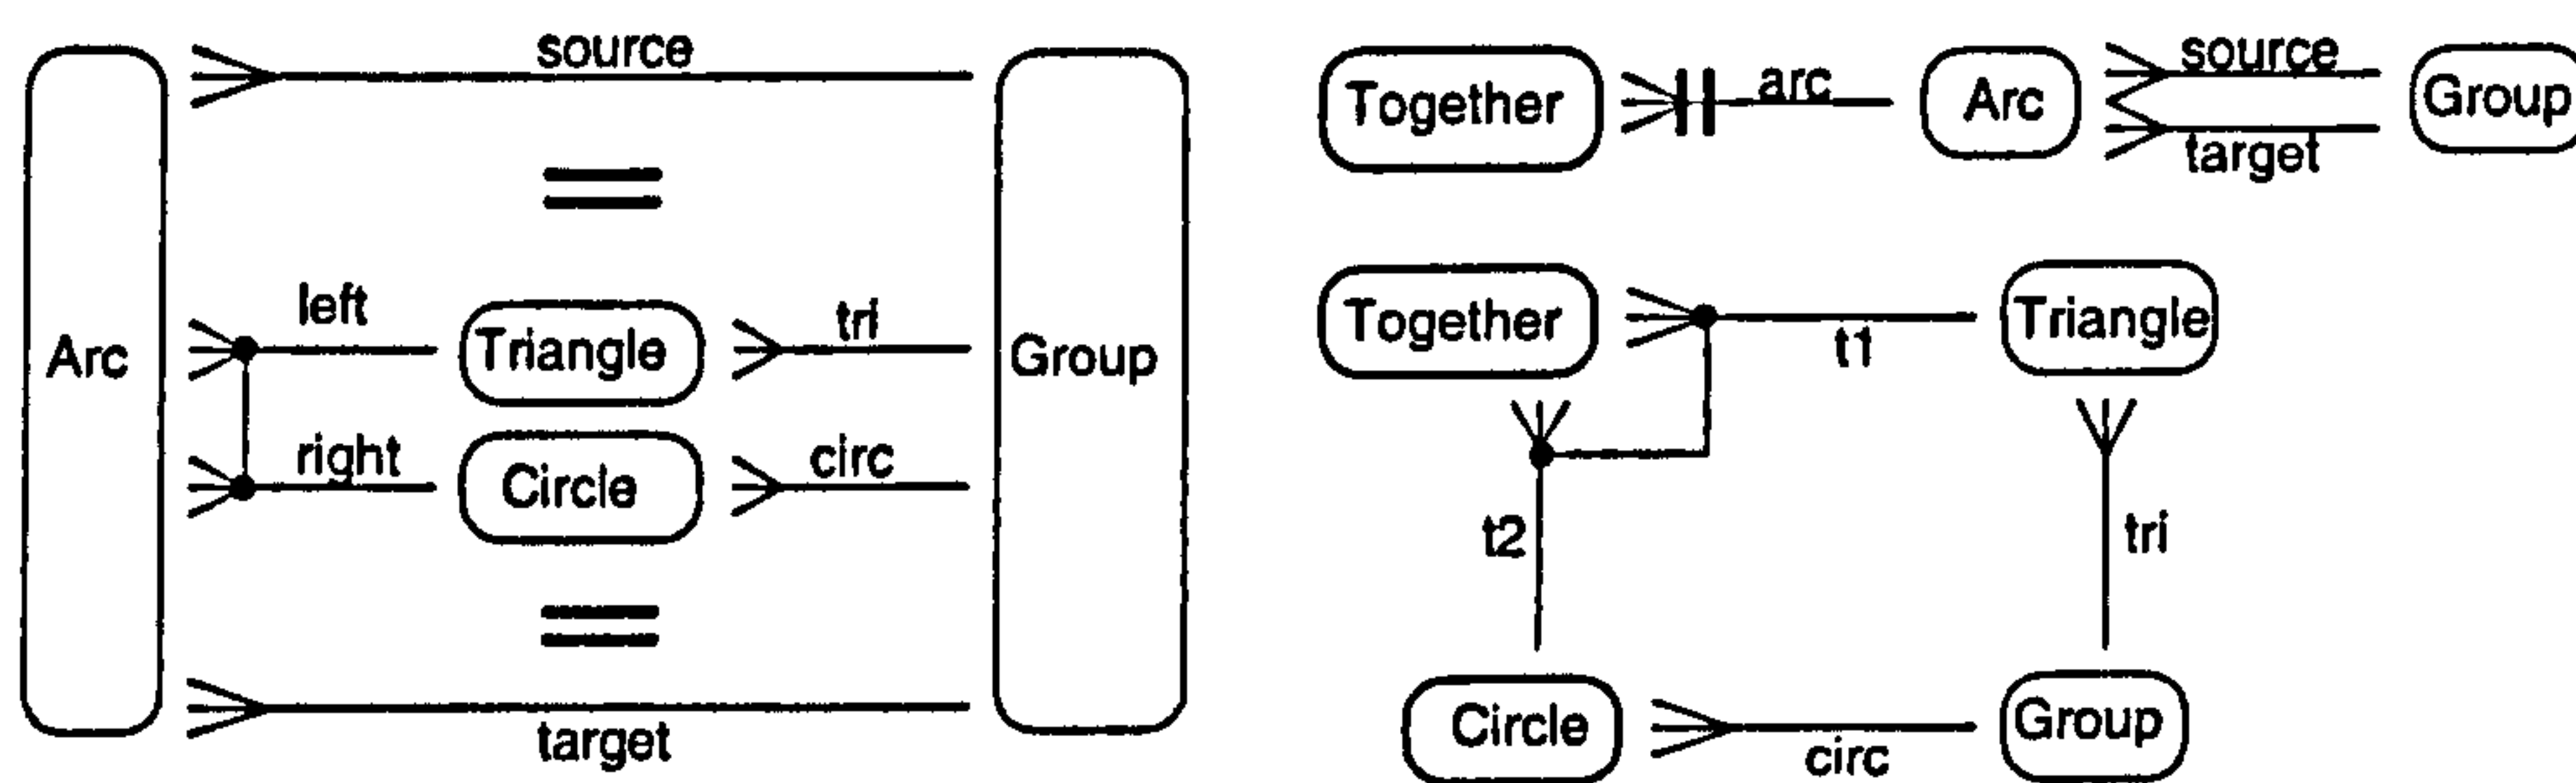 source
Arc
left
Triangle
tri
Group
right
Circle
circ
target
Together
arc
Arc
source
target
Group
Together
t1
Triangle
t2
tri
Circle
circ
Group